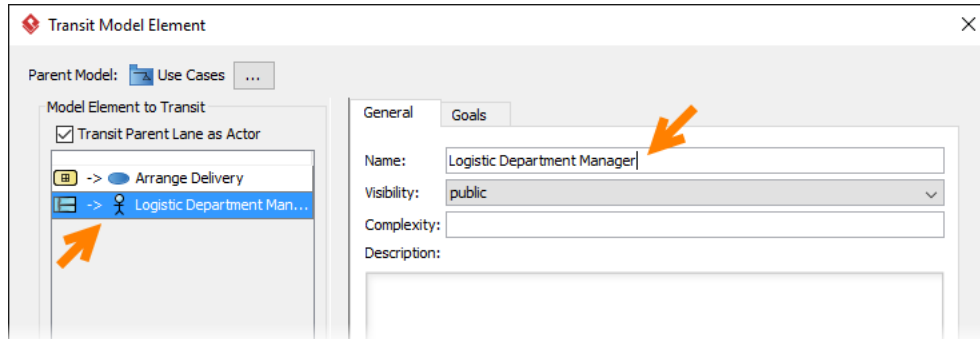 Transit Model Element
Parent Model: Use Cases ...
Model Element to Transit
Transit Parent Lane as Actor
-> Arrange Delivery
-> Logistic Department Man...
General Goals
Name: Logistic Department Manager
Visibility: public
Complexity:
Description: